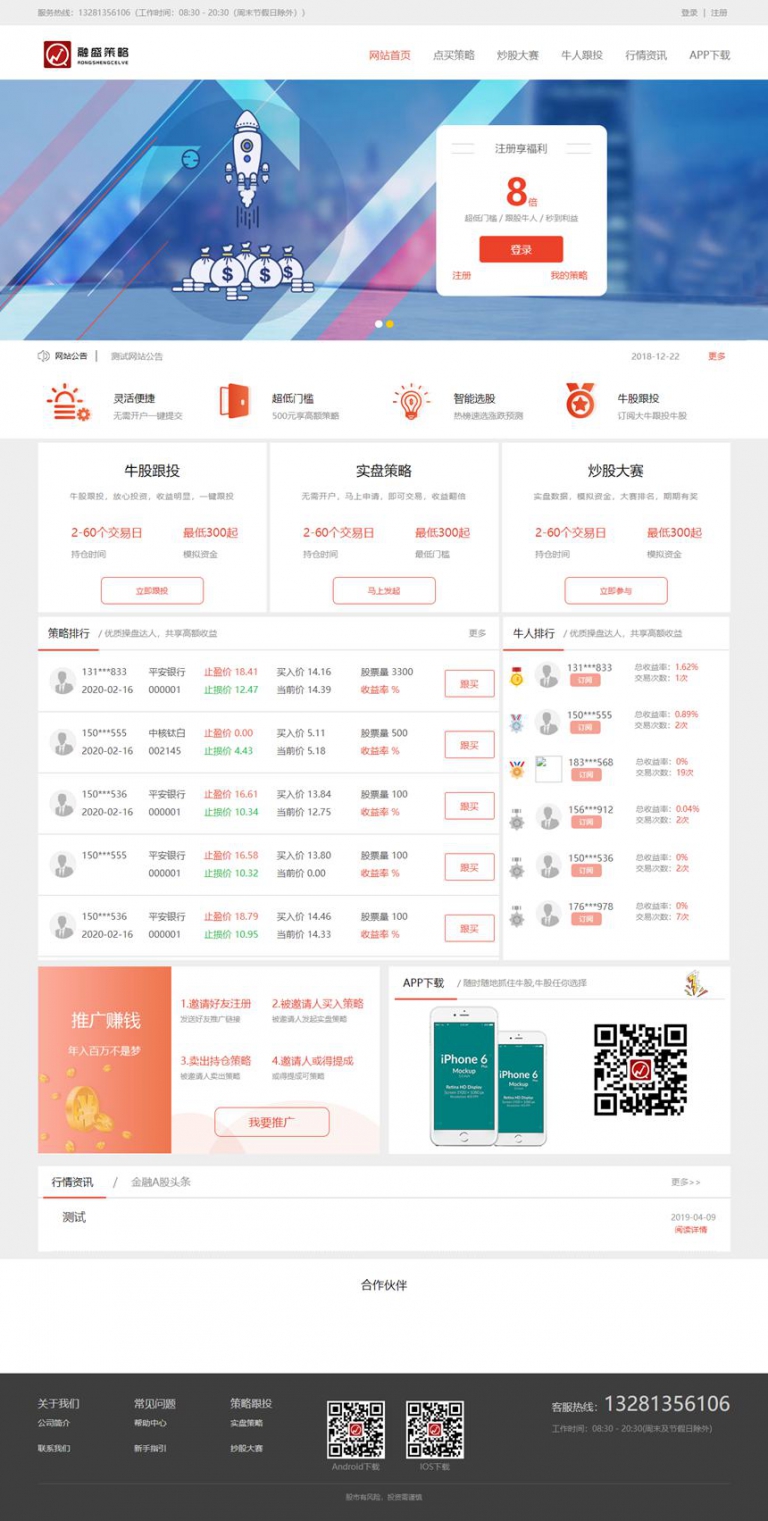 服务热线：13281356106（工作时间：08:30 - 20:30（周末节假日除外））
登录 | 注册
融盛策略
RONGSHENGCELVE
网站首页 点买策略 炒股大赛 牛人跟投 行情资讯 APP下载
注册享福利
8倍
超低门槛 / 跟股牛人 / 秒到利益
登录
注册 我的策略
网站公告 | 测试网站公告 2018-12-22 更多
灵活便捷
无需开户一键提交
超低门槛
500元享高额策略
智能选股
热榜速选涨跌预测
牛股跟投
订阅大牛跟投牛股
牛股跟投
牛股跟投，放心投资，收益明显，一键跟投
2-60个交易日 最低300起
持仓时间 模拟资金
立即跟投
实盘策略
无需开户，马上申请，即可交易，收益翻倍
2-60个交易日 最低300起
持仓时间 最低门槛
马上发起
炒股大赛
实盘数据，模拟资金，大赛排名，期期有奖
2-60个交易日 最低300起
持仓时间 模拟资金
立即参与
策略排行 / 优质操盘达人，共享高额收益 更多
131***833 平安银行 止盈价 18.41 买入价 14.16 股票量 3300
2020-02-16 000001 止损价 12.47 当前价 14.39 收益率 %
跟买
150***555 中核钛白 止盈价 0.00 买入价 5.11 股票量 500
2020-02-16 002145 止损价 4.43 当前价 5.18 收益率 %
跟买
150***536 平安银行 止盈价 16.61 买入价 13.84 股票量 100
2020-02-16 000001 止损价 10.34 当前价 12.75 收益率 %
跟买
150***555 平安银行 止盈价 16.58 买入价 13.80 股票量 100
000001 止损价 10.32 当前价 0.00 收益率 %
跟买
150***536 平安银行 止盈价 18.79 买入价 14.46 股票量 100
2020-02-16 000001 止损价 10.95 当前价 14.33 收益率 %
跟买
牛人排行 / 优质操盘达人，共享高额收益
131***833 总收益率：1.62%
订阅 交易次数：1次
150***555 总收益率：0.89%
订阅 交易次数：2次
183***568 总收益率：0%
订阅 交易次数：19次
156***912 总收益率：0.04%
订阅 交易次数：2次
150***536 总收益率：0%
订阅 交易次数：2次
176***978 总收益率：0%
订阅 交易次数：7次
推广赚钱
年入百万不是梦
1.邀请好友注册 2.被邀请人买入策略
发送好友推广链接 被邀请人发起实盘策略
3.卖出持仓策略 4.邀请人或得提成
被邀请人卖出策略 或得提成可策略
我要推广
APP下载 / 随时随地抓住牛股,牛股任你选择
iPhone 6
Mockup
Retina HD Display
iPhone 6
Mockup
Retina HD Display
行情资讯 / 金融A股头条 更多>>
测试 2019-04-09
阅读详情
合作伙伴
关于我们 常见问题 策略跟投
公司简介 帮助中心 实盘策略
联系我们 新手指引 炒股大赛
Android下载 IOS下载
客服热线：13281356106
工作时间：08:30 - 20:30(周末及节假日除外)
股市有风险，投资需谨慎